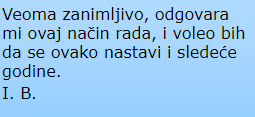 Veoma zanimljivo, odgovara
mi ovaj način rada, i voleo bih
da se ovako nastavi i sledeće
godine.
I. B.